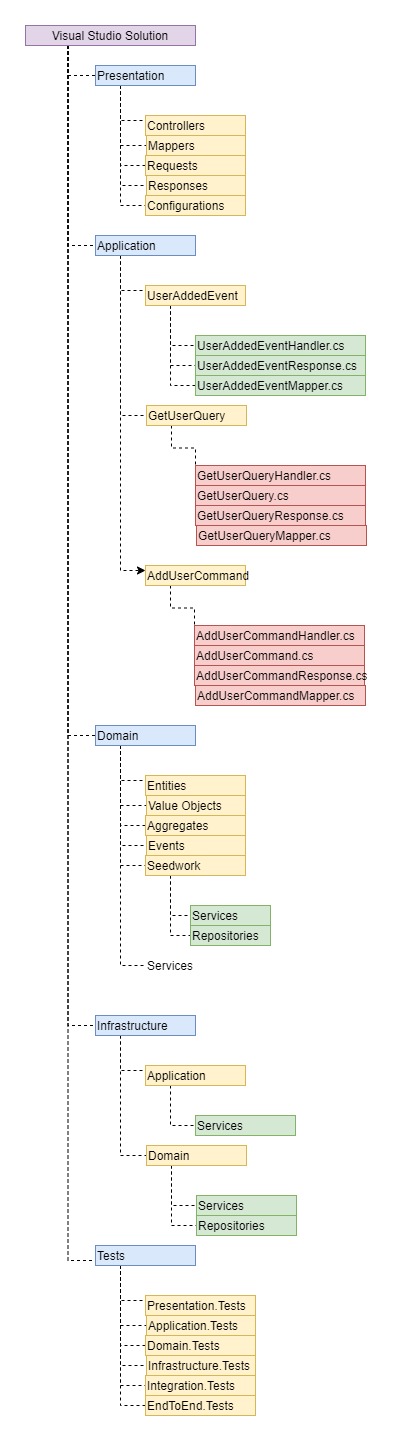 Visual Studio Solution
Presentation
Controllers
Mappers
Requests
Responses
Configurations
Application
UserAddedEvent
UserAddedEventHandler.cs
UserAddedEventResponse.cs
UserAddedEventMapper.cs
GetUserQuery
GetUserQueryHandler.cs
GetUserQuery.cs
GetUserQueryResponse.cs
GetUserQueryMapper.cs
AddUserCommand
AddUserCommandHandler.cs
AddUserCommand.cs
AddUserCommandResponse.cs
AddUserCommandMapper.cs
Domain
Entities
Value Objects
Aggregates
Events
Seedwork
Services
Repositories
Services
Infrastructure
Application
Services
Domain
Services
Repositories
Tests
Presentation.Tests
Application.Tests
Domain.Tests
Infrastructure.Tests
Integration.Tests
EndToEnd.Tests